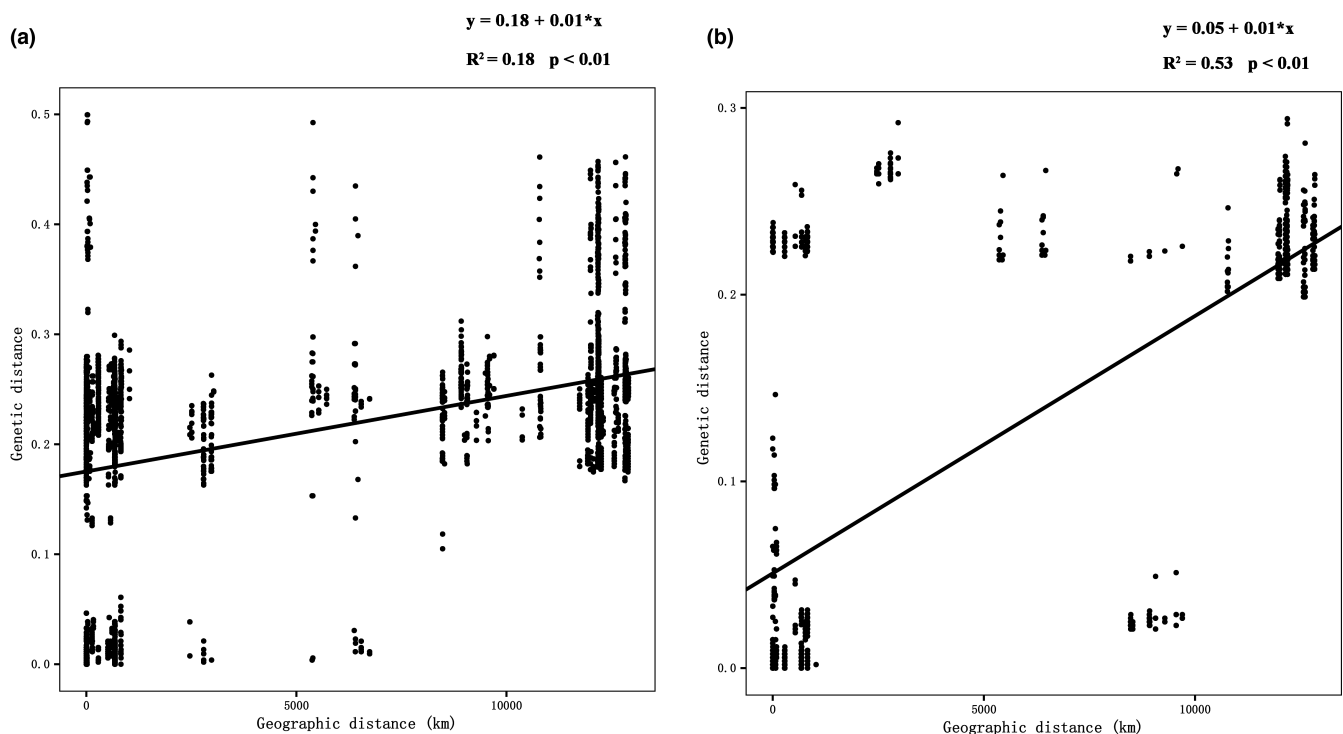 (a)
y = 0.18 + 0.01*x
R² = 0.18 p < 0.01
0.5
0.4
0.3
0.2
0.1
0.0
Genetic distance
0
5000
10000
Geographic distance (km)
(b)
y = 0.05 + 0.01*x
R² = 0.53 p < 0.01
0.3
0.2
0.1
0.0
Genetic distance
0
5000
10000
Geographic distance (km)